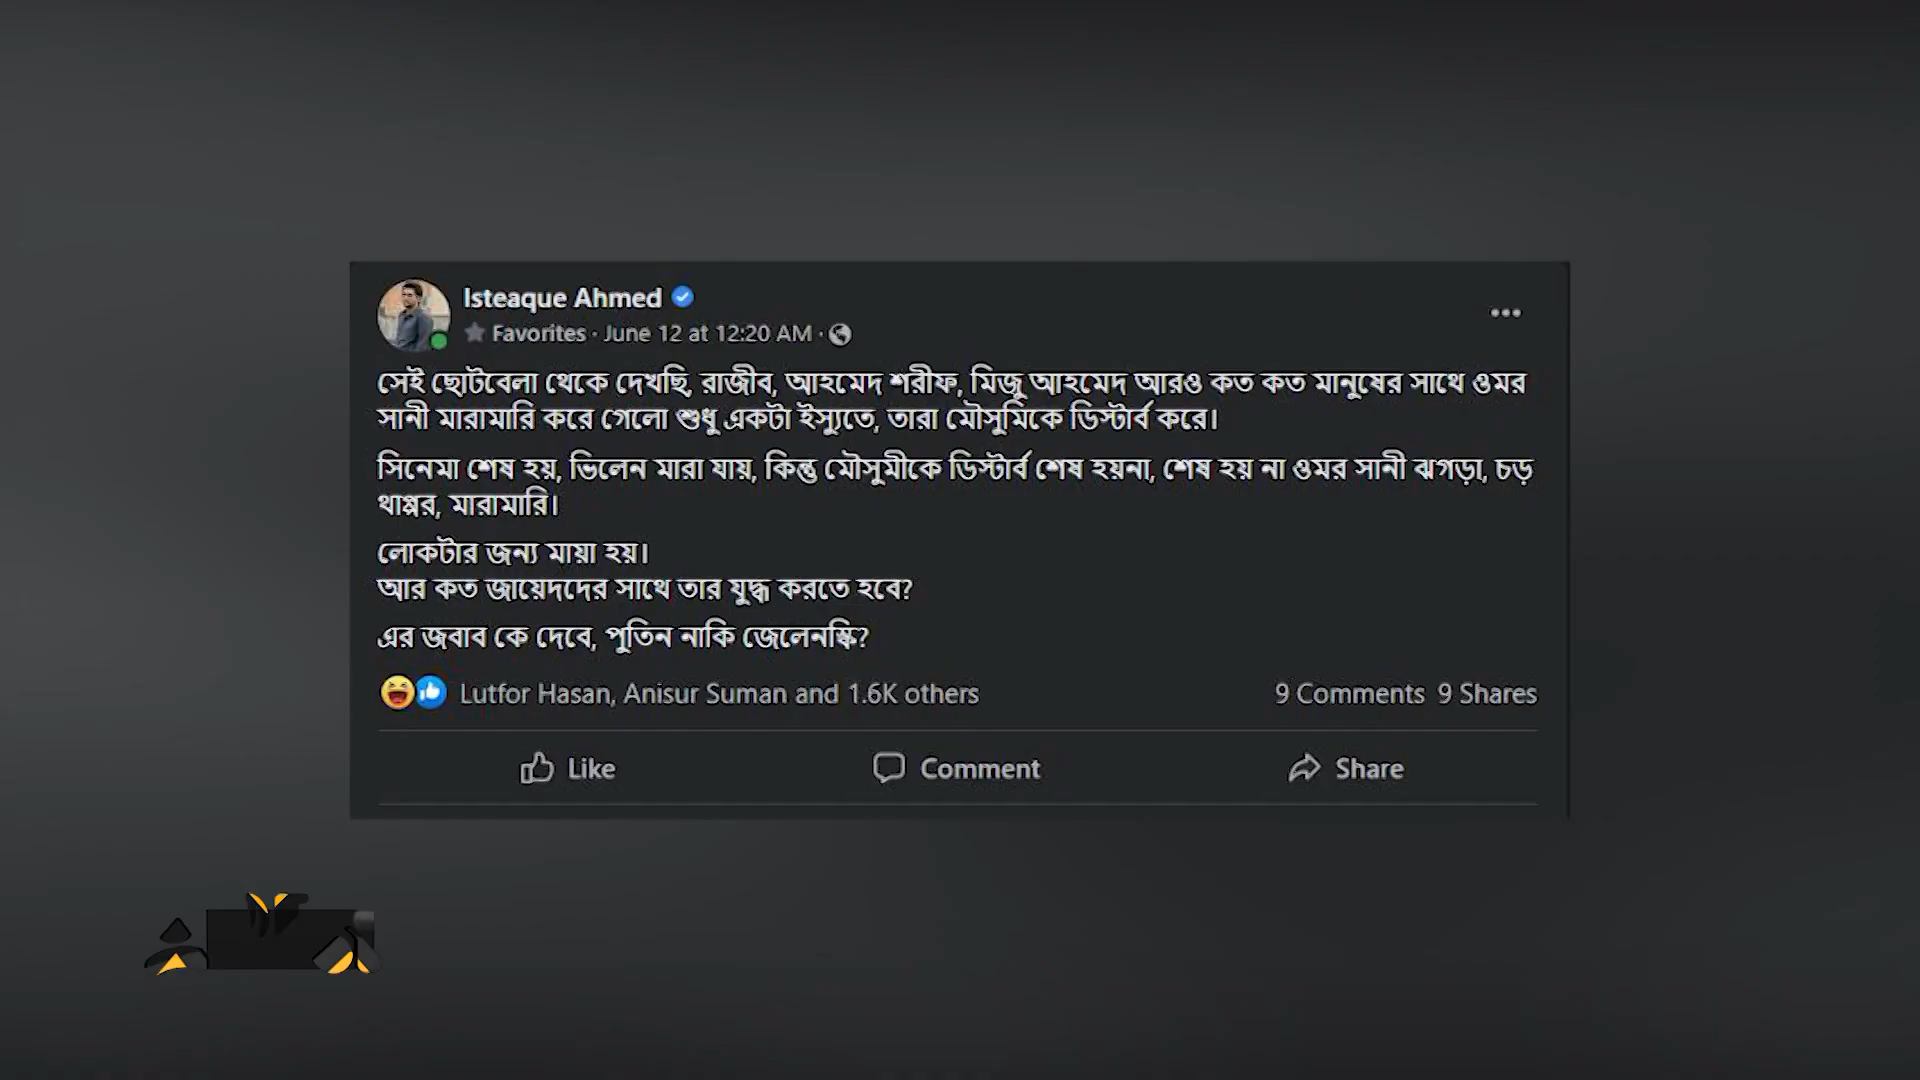 Isteaque Ahmed
Favorites · June 12 at 12:20 AM ·
সেই ছোটবেলা থেকে দেখছি, রাজীব, আহমেদ শরীফ, মিজু আহমেদ আরও কত কত মানুষের সাথে ওমর
সানী মারামারি করে গেলো শুধু একটা ইস্যুতে, তারা মৌসুমিকে ডিস্টার্ব করে।
সিনেমা শেষ হয়, ভিলেন মারা যায়, কিন্তু মৌসুমীকে ডিস্টার্ব শেষ হয়না, শেষ হয় না ওমর সানী ঝগড়া, চড়
থাপ্পর, মারামারি।
লোকটার জন্য মায়া হয়।
আর কত জায়েদদের সাথে তার যুদ্ধ করতে হবে?
এর জবাব কে দেবে, পুতিন নাকি জেলেনস্কি?
Lutfor Hasan, Anisur Suman and 1.6K others 9 Comments 9 Shares
Like Comment Share